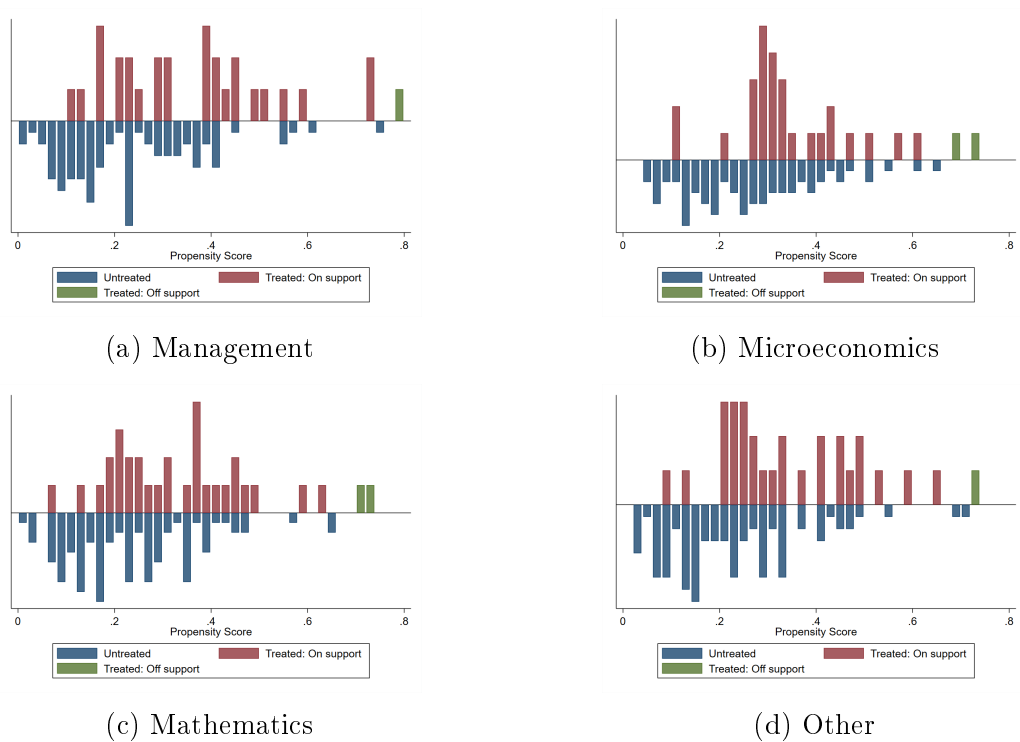 0 .2 .4 .6 .8
Propensity Score
Untreated Treated: On support
Treated: Off support
(a) Management
0 .2 .4 .6 .8
Propensity Score
Untreated Treated: On support
Treated: Off support
(b) Microeconomics
0 .2 .4 .6 .8
Propensity Score
Untreated Treated: On support
Treated: Off support
(c) Mathematics
0 .2 .4 .6 .8
Propensity Score
Untreated Treated: On support
Treated: Off support
(d) Other